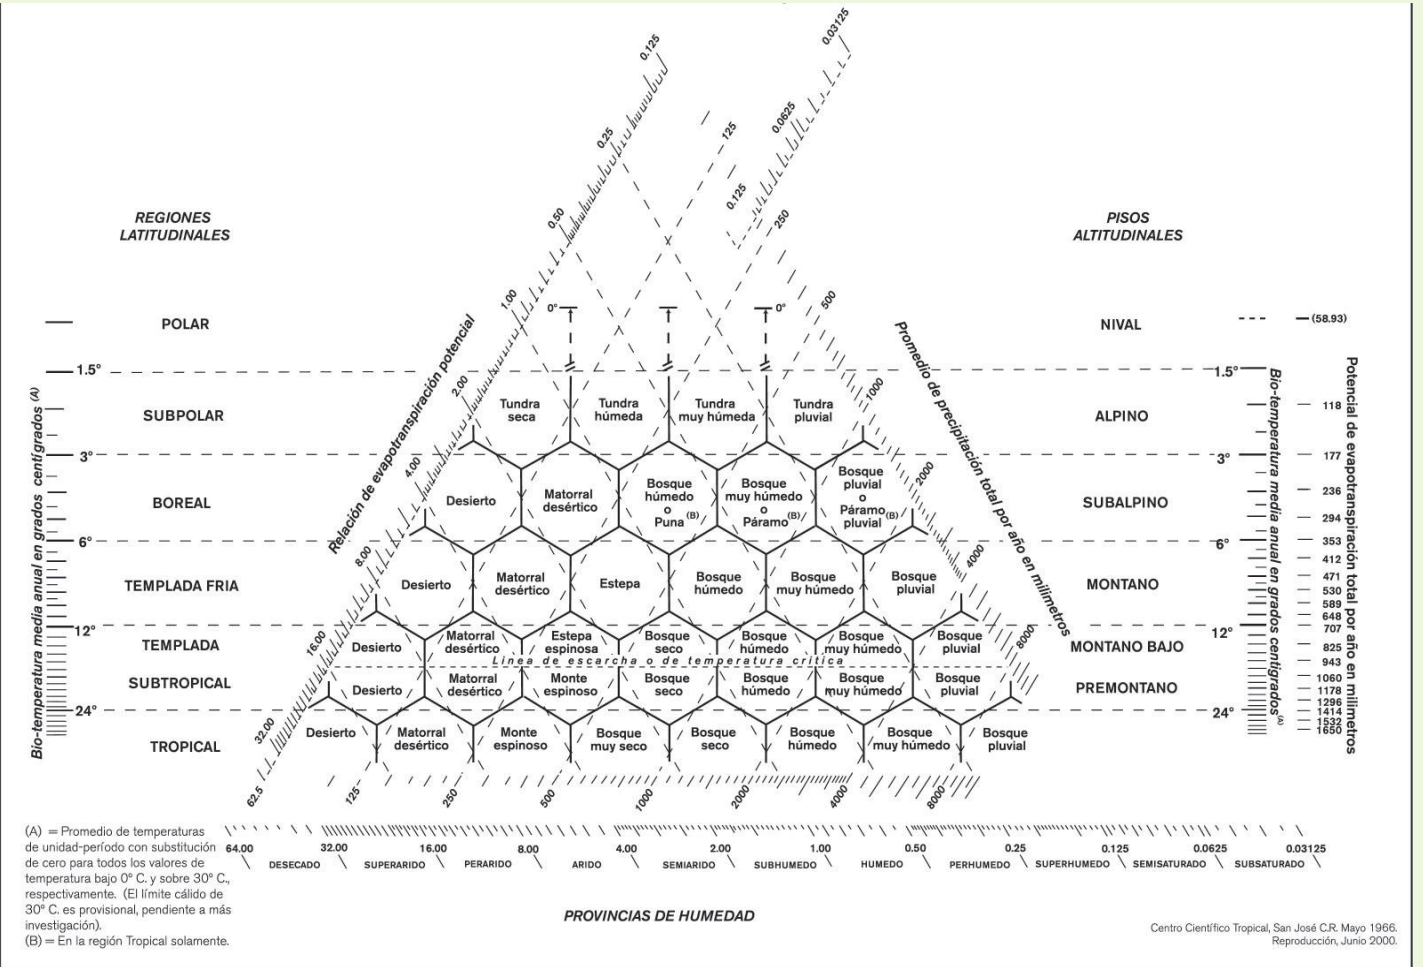 0.03125
0.125
0.0625
0.25
125
0.125
0.50
250
REGIONES
LATITUDINALES
PISOS
ALTITUDINALES
1.00
0°
0°
500
POLAR
NIVAL
(58.93)
Relación de evapotranspiración potencial
Promedio de precipitación total por año en milimetros
1.5°
1.5°
2.00
1000
Bio-temperatura media anual en grados centígrados (A)
Bio-temperatura media anual en grados centígrados (A)
Potencial de evapotranspiración total por año en milimetros
SUBPOLAR
Tundra
seca
Tundra
húmeda
Tundra
muy húmeda
Tundra
pluvial
ALPINO
118
3°
4.00
2000
3°
177
BOREAL
Desierto
Matorral
desértico
Bosque
húmedo
o
Puna (B)
Bosque
muy húmedo
o
Páramo (B)
Bosque
pluvial
o
Páramo (B)
pluvial
SUBALPINO
236
294
6°
8.00
4000
6°
353
412
TEMPLADA FRIA
Desierto
Matorral
desértico
Estepa
Bosque
húmedo
Bosque
muy húmedo
Bosque
pluvial
MONTANO
471
530
589
648
12°
16.00
8000
12°
707
TEMPLADA
Desierto
Matorral
desértico
Estepa
espinosa
Bosque
seco
Bosque
húmedo
Bosque
muy húmedo
Bosque
pluvial
MONTANO BAJO
825
Linea de escarcha o de temperatura critica
943
SUBTROPICAL
Desierto
Matorral
desértico
Monte
espinoso
Bosque
seco
Bosque
húmedo
Bosque
muy húmedo
Bosque
pluvial
PREMONTANO
1060
1178
1296
24°
32.00
24°
1414
1532
1650
TROPICAL
Desierto
Matorral
desértico
Monte
espinoso
Bosque
muy seco
Bosque
seco
Bosque
húmedo
Bosque
muy húmedo
Bosque
pluvial
62.5
125
250
500
1000
2000
4000
8000
64.00 32.00 16.00 8.00 4.00 2.00 1.00 0.50 0.25 0.125 0.0625 0.03125
DESECADO SUPERARIDO PERARIDO ARIDO SEMIARIDO SUBHUMEDO HUMEDO PERHUMEDO SUPERHUMEDO SEMISATURADO SUBSATURADO
PROVINCIAS DE HUMEDAD
(A) = Promedio de temperaturas
de unidad-período con substitución
de cero para todos los valores de
temperatura bajo 0° C. y sobre 30° C.,
respectivamente. (El límite cálido de
30° C. es provisional, pendiente a más
investigación).
(B) = En la región Tropical solamente.
Centro Científico Tropical, San José C.R. Mayo 1966.
Reproducción, Junio 2000.